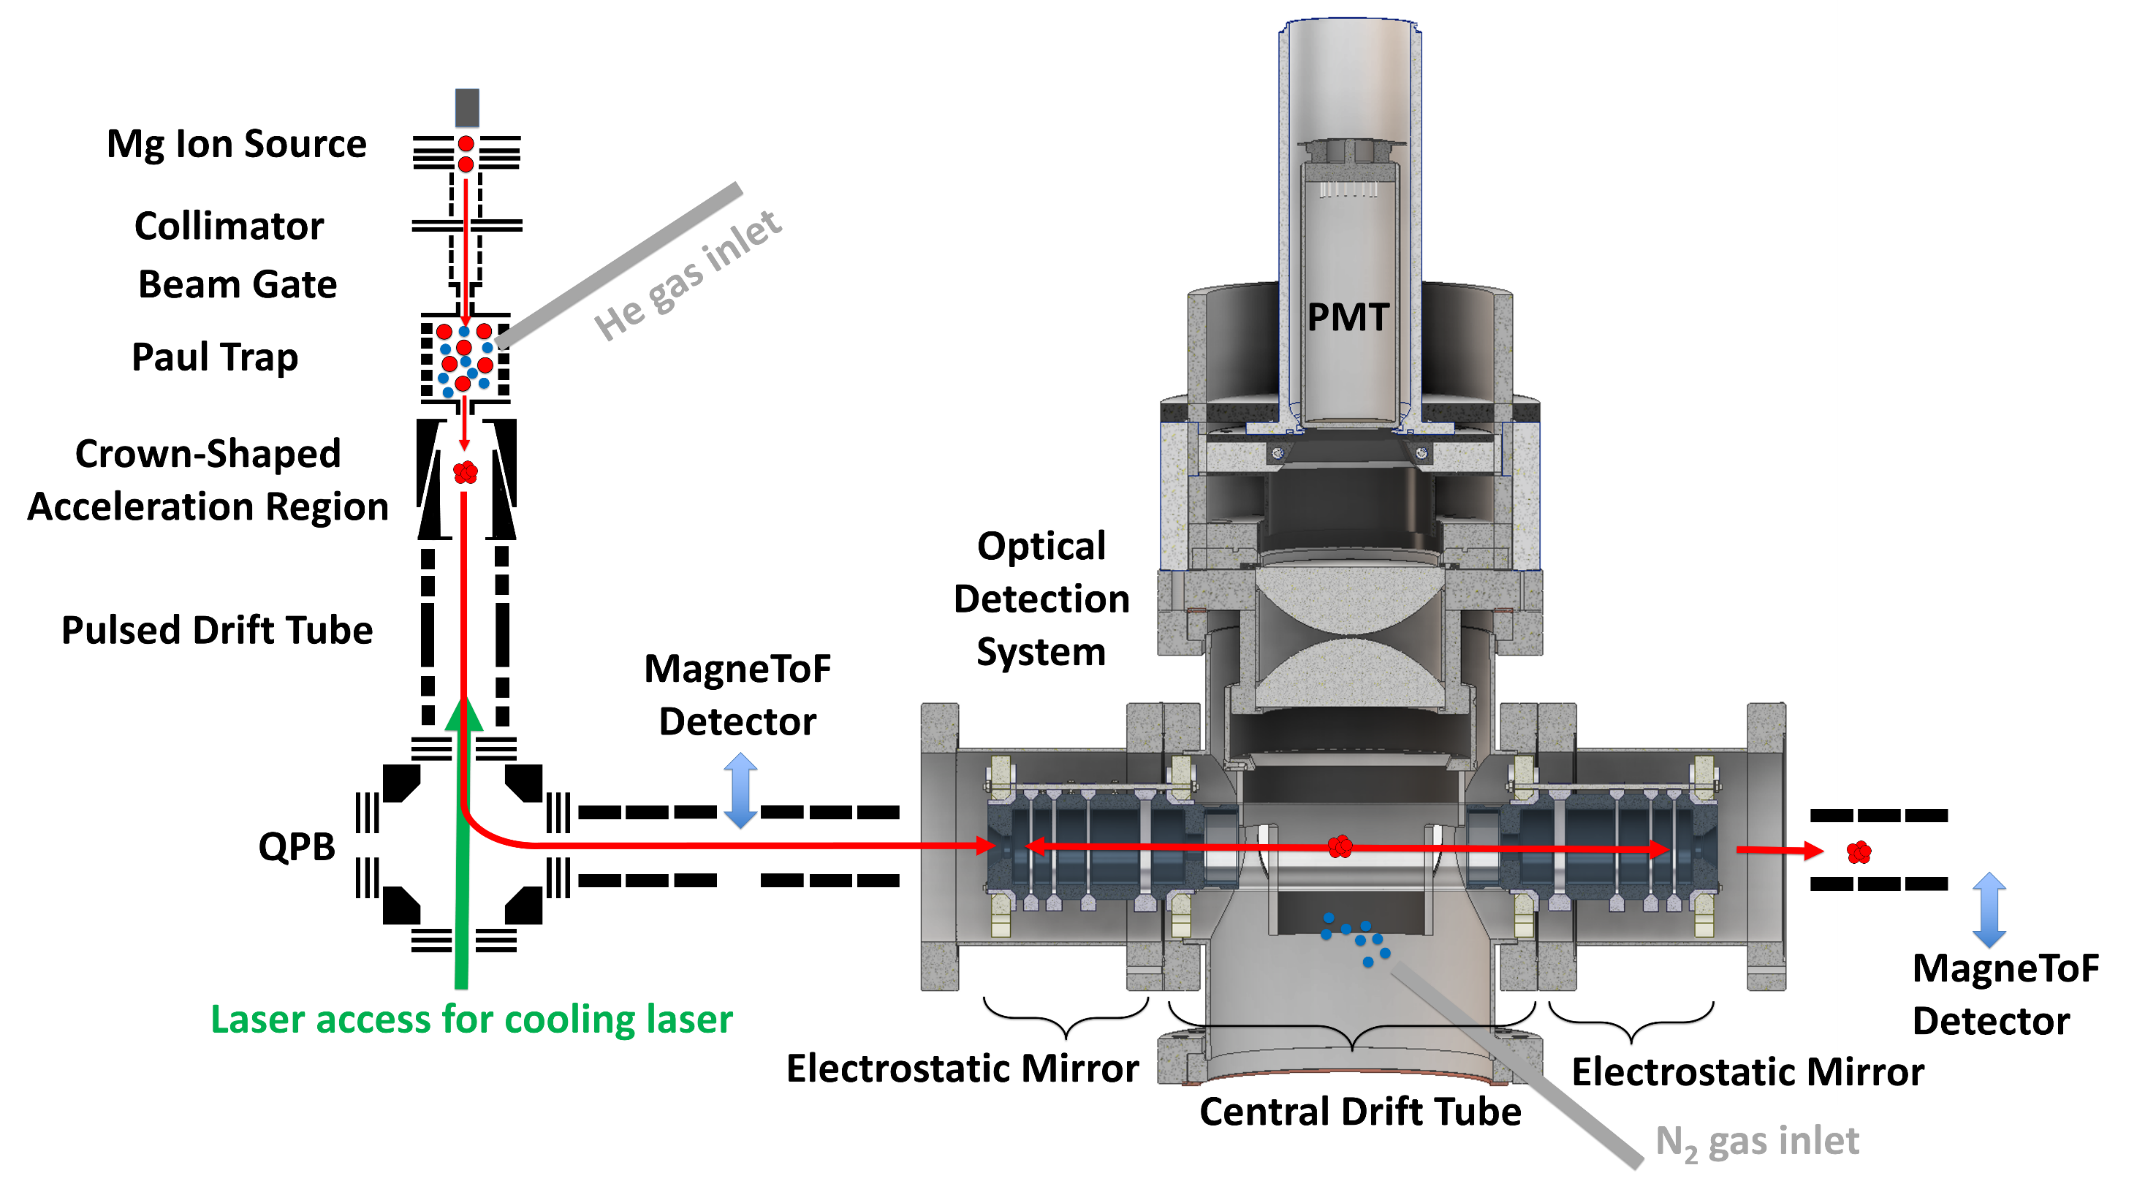 Mg Ion Source
Collimator
Beam Gate
He gas inlet
Paul Trap
PMT
Crown-Shaped
Acceleration Region
Optical
Detection
System
Pulsed Drift Tube
MagneToF
Detector
QPB
Laser access for cooling laser
MagneToF
Detector
Electrostatic Mirror
Electrostatic Mirror
Central Drift Tube
N₂ gas inlet